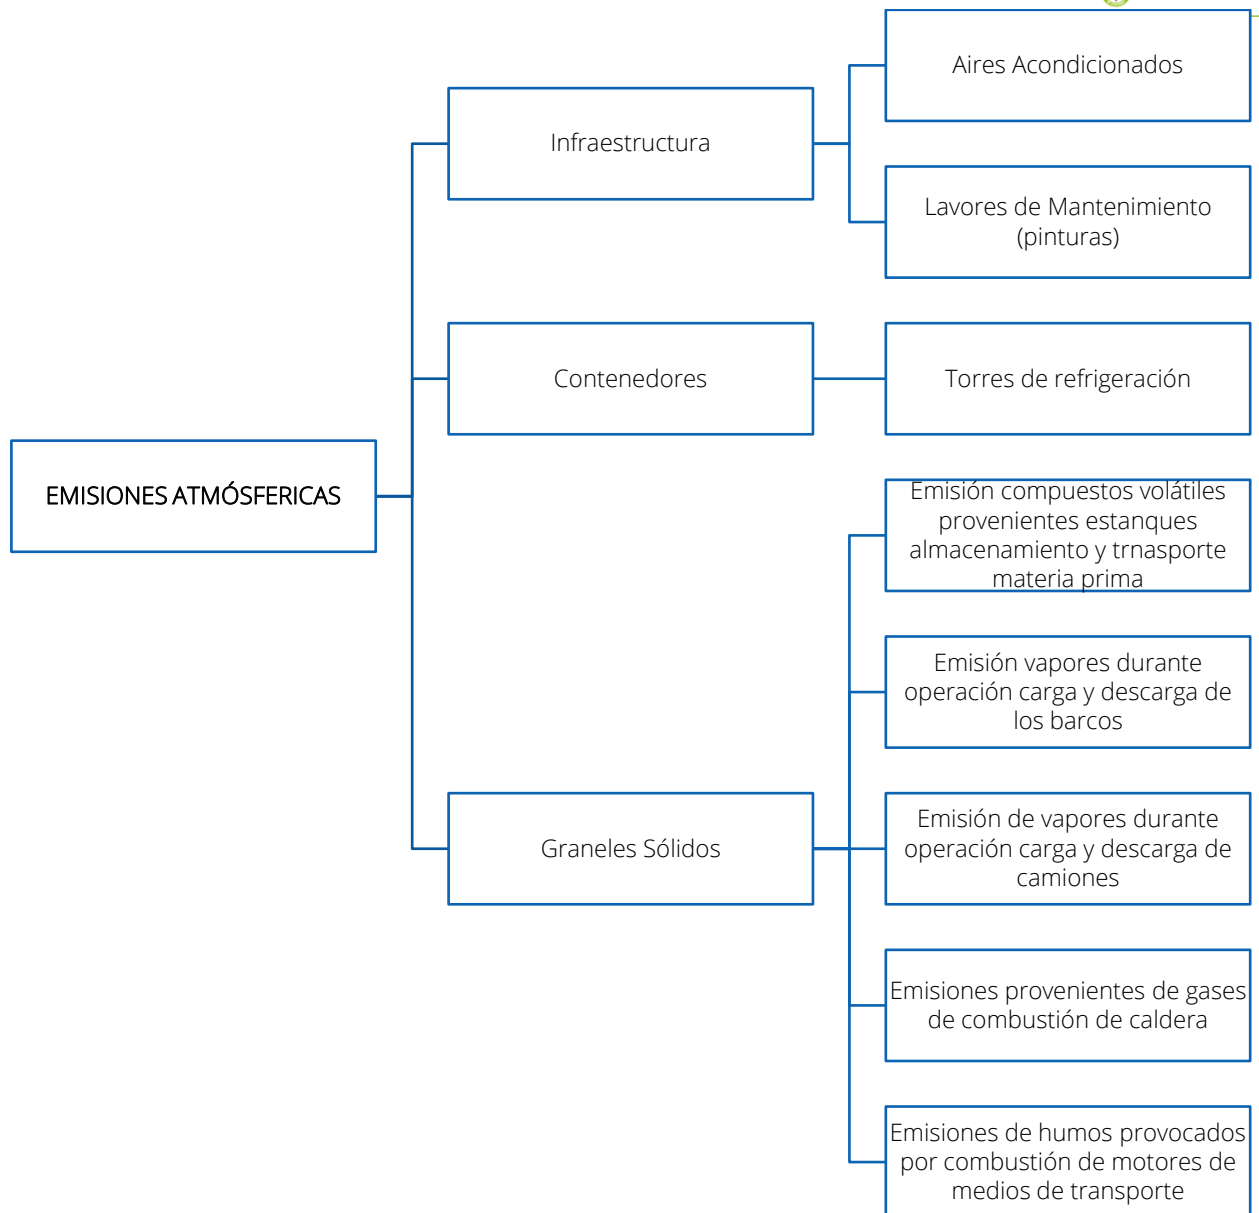 EMISIONES ATMÓSFERICAS
Infraestructura
Aires Acondicionados
Lavores de Mantenimiento
(pinturas)
Contenedores
Torres de refrigeración
Graneles Sólidos
Emisión compuestos volátiles
provenientes estanques
almacenamiento y trnasporte
materia prima
Emisión vapores durante
operación carga y descarga de
los barcos
Emisión de vapores durante
operación carga y descarga de
camiones
Emisiones provenientes de gases
de combustión de caldera
Emisiones de humos provocados
por combustión de motores de
medios de transporte